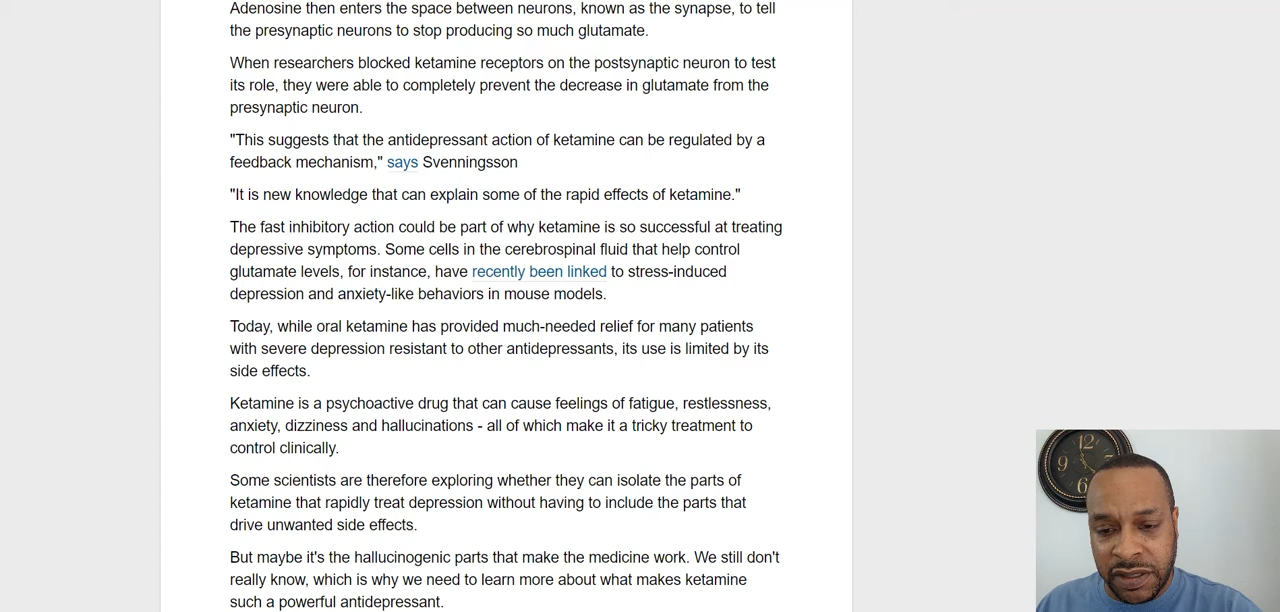 Adenosine then enters the space between neurons, known as the synapse, to tell
the presynaptic neurons to stop producing so much glutamate.
When researchers blocked ketamine receptors on the postsynaptic neuron to test
its role, they were able to completely prevent the decrease in glutamate from the
presynaptic neuron.
"This suggests that the antidepressant action of ketamine can be regulated by a
feedback mechanism," says Svenningsson
"It is new knowledge that can explain some of the rapid effects of ketamine."
The fast inhibitory action could be part of why ketamine is so successful at treating
depressive symptoms. Some cells in the cerebrospinal fluid that help control
glutamate levels, for instance, have recently been linked to stress-induced
depression and anxiety-like behaviors in mouse models.
Today, while oral ketamine has provided much-needed relief for many patients
with severe depression resistant to other antidepressants, its use is limited by its
side effects.
Ketamine is a psychoactive drug that can cause feelings of fatigue, restlessness,
anxiety, dizziness and hallucinations - all of which make it a tricky treatment to
control clinically.
Some scientists are therefore exploring whether they can isolate the parts of
ketamine that rapidly treat depression without having to include the parts that
drive unwanted side effects.
But maybe it's the hallucinogenic parts that make the medicine work. We still don't
really know, which is why we need to learn more about what makes ketamine
such a powerful antidepressant.
12
9
6